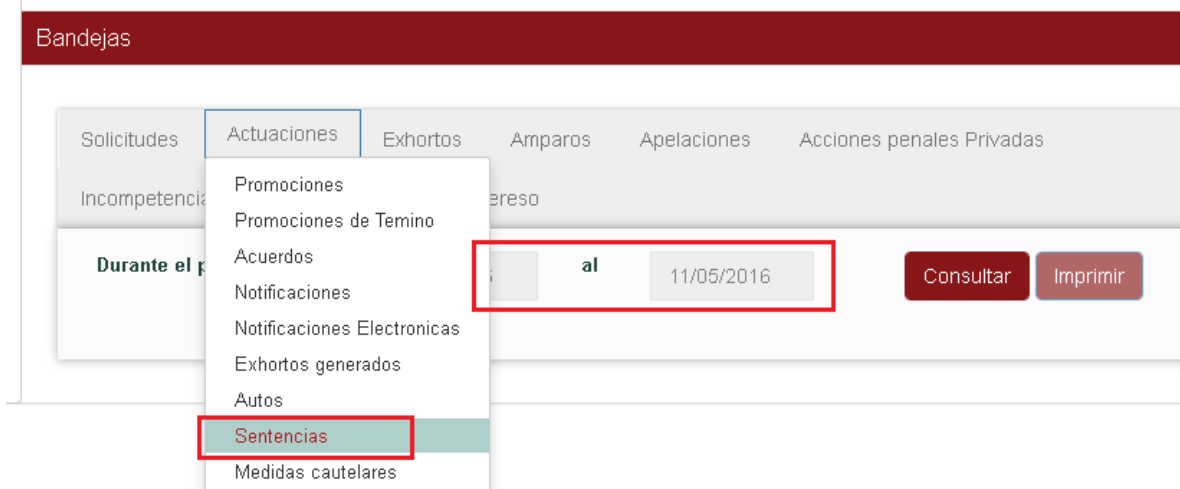 Bandejas
Solicitudes Actuaciones Exhortos Amparos Apelaciones Acciones penales Privadas
Promociones
Incompetencia ereso
Promociones de Temino
Acuerdos
Durante el p al 11/05/2016 Consultar Imprimir
Notificaciones
Notificaciones Electronicas
Exhortos generados
Autos
Sentencias
Medidas cautelares